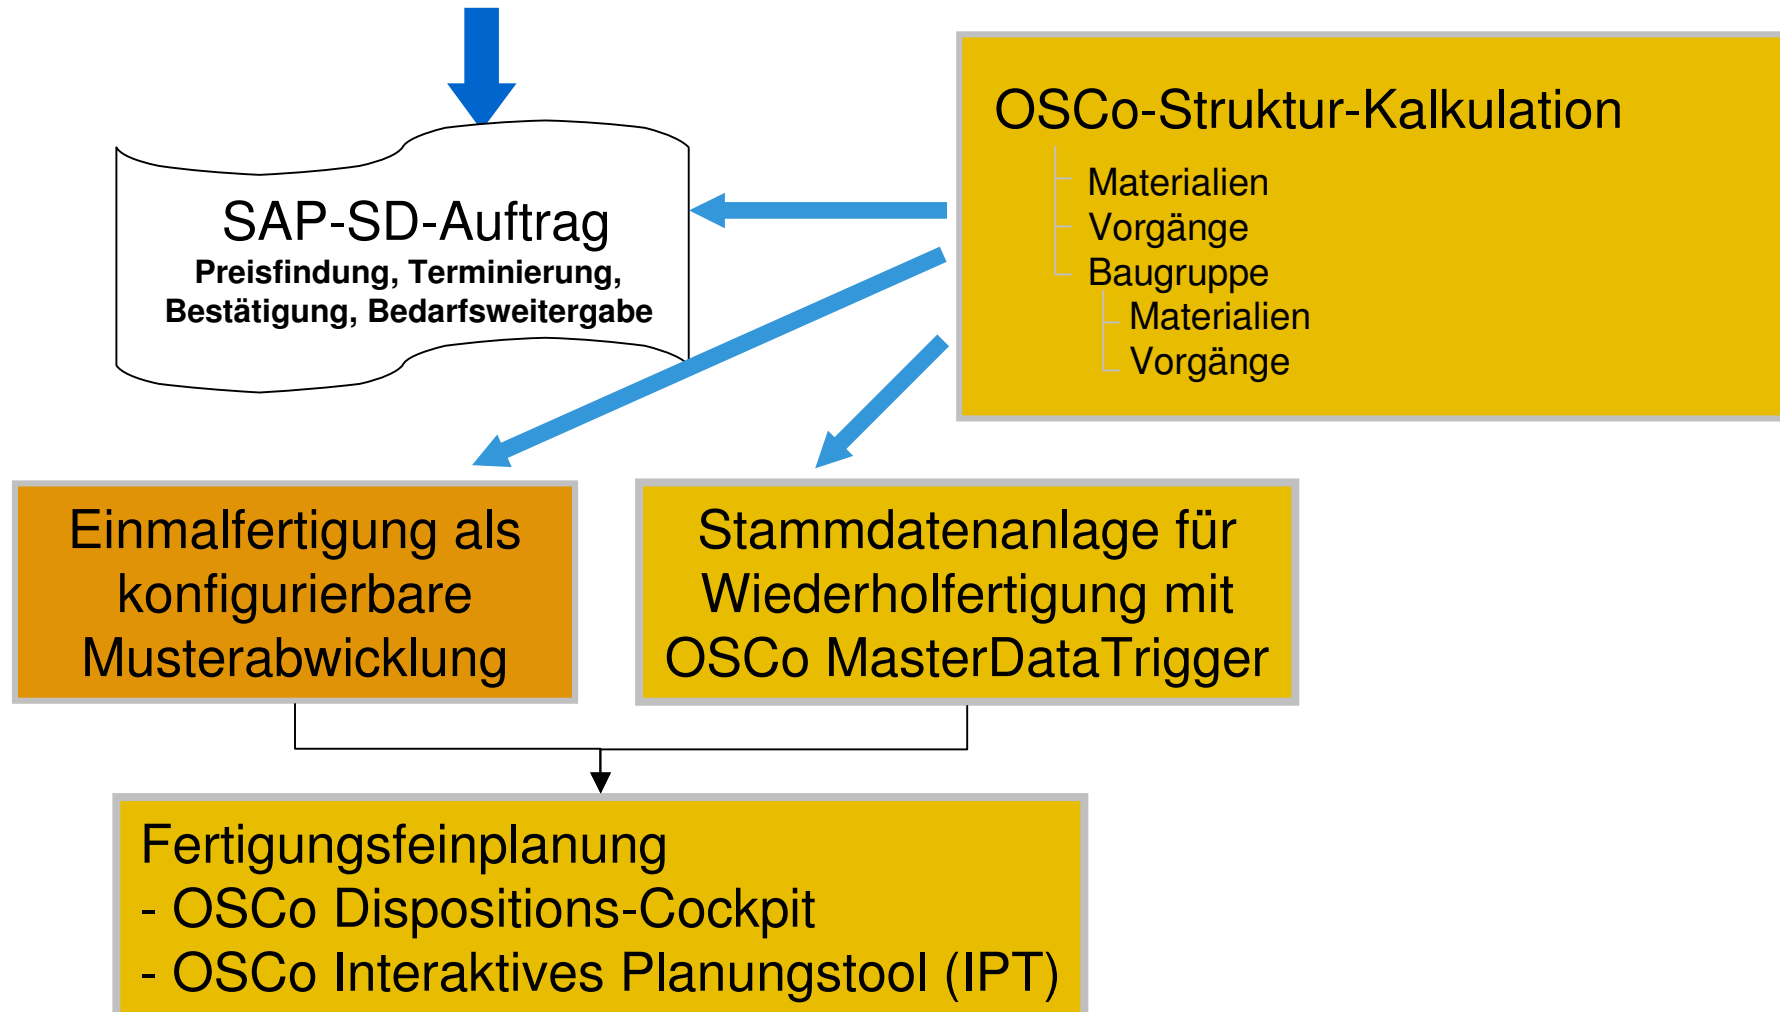 OSCo-Struktur-Kalkulation
Materialien
Vorgänge
Baugruppe
Materialien
Vorgänge
SAP-SD-Auftrag
Preisfindung, Terminierung,
Bestätigung, Bedarfsweitergabe
Einmalfertigung als
konfigurierbare
Musterabwicklung
Stammdatenanlage für
Wiederholfertigung mit
OSCo MasterDataTrigger
Fertigungsfeinplanung
- OSCo Dispositions-Cockpit
- OSCo Interaktives Planungstool (IPT)